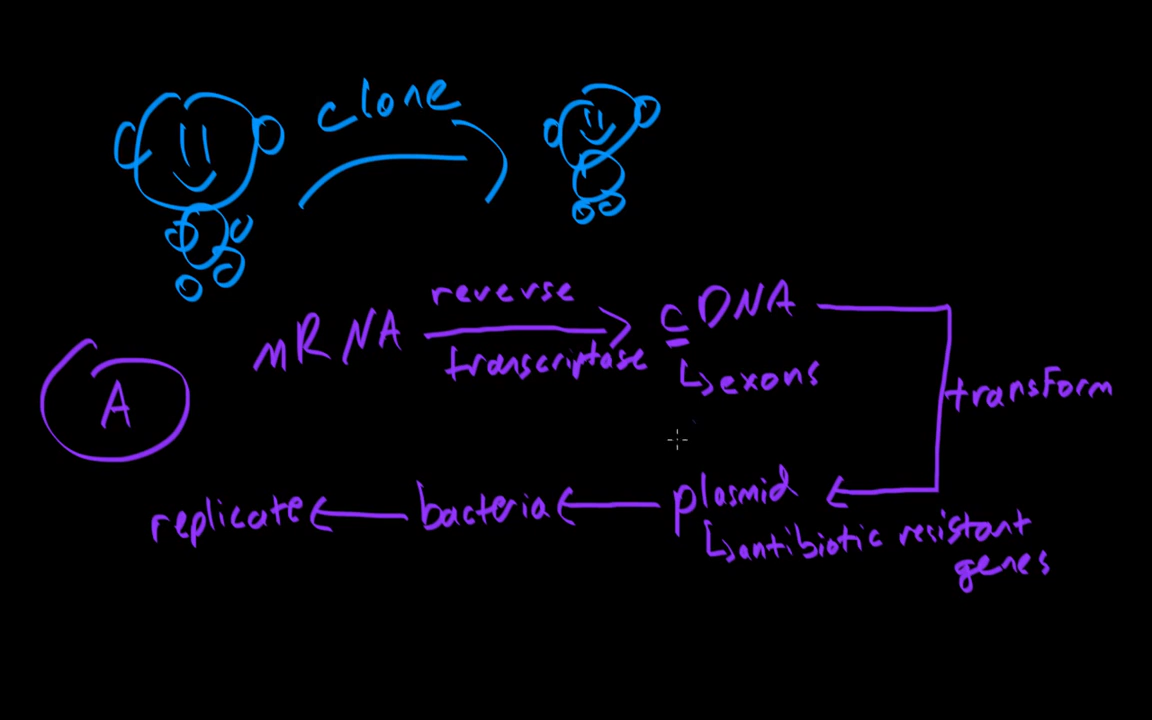 clone
reverse
mRNA
cDNA
transcriptase
exons
transform
A
plasmid
bacteria
replicate
antibiotic resistant
genes